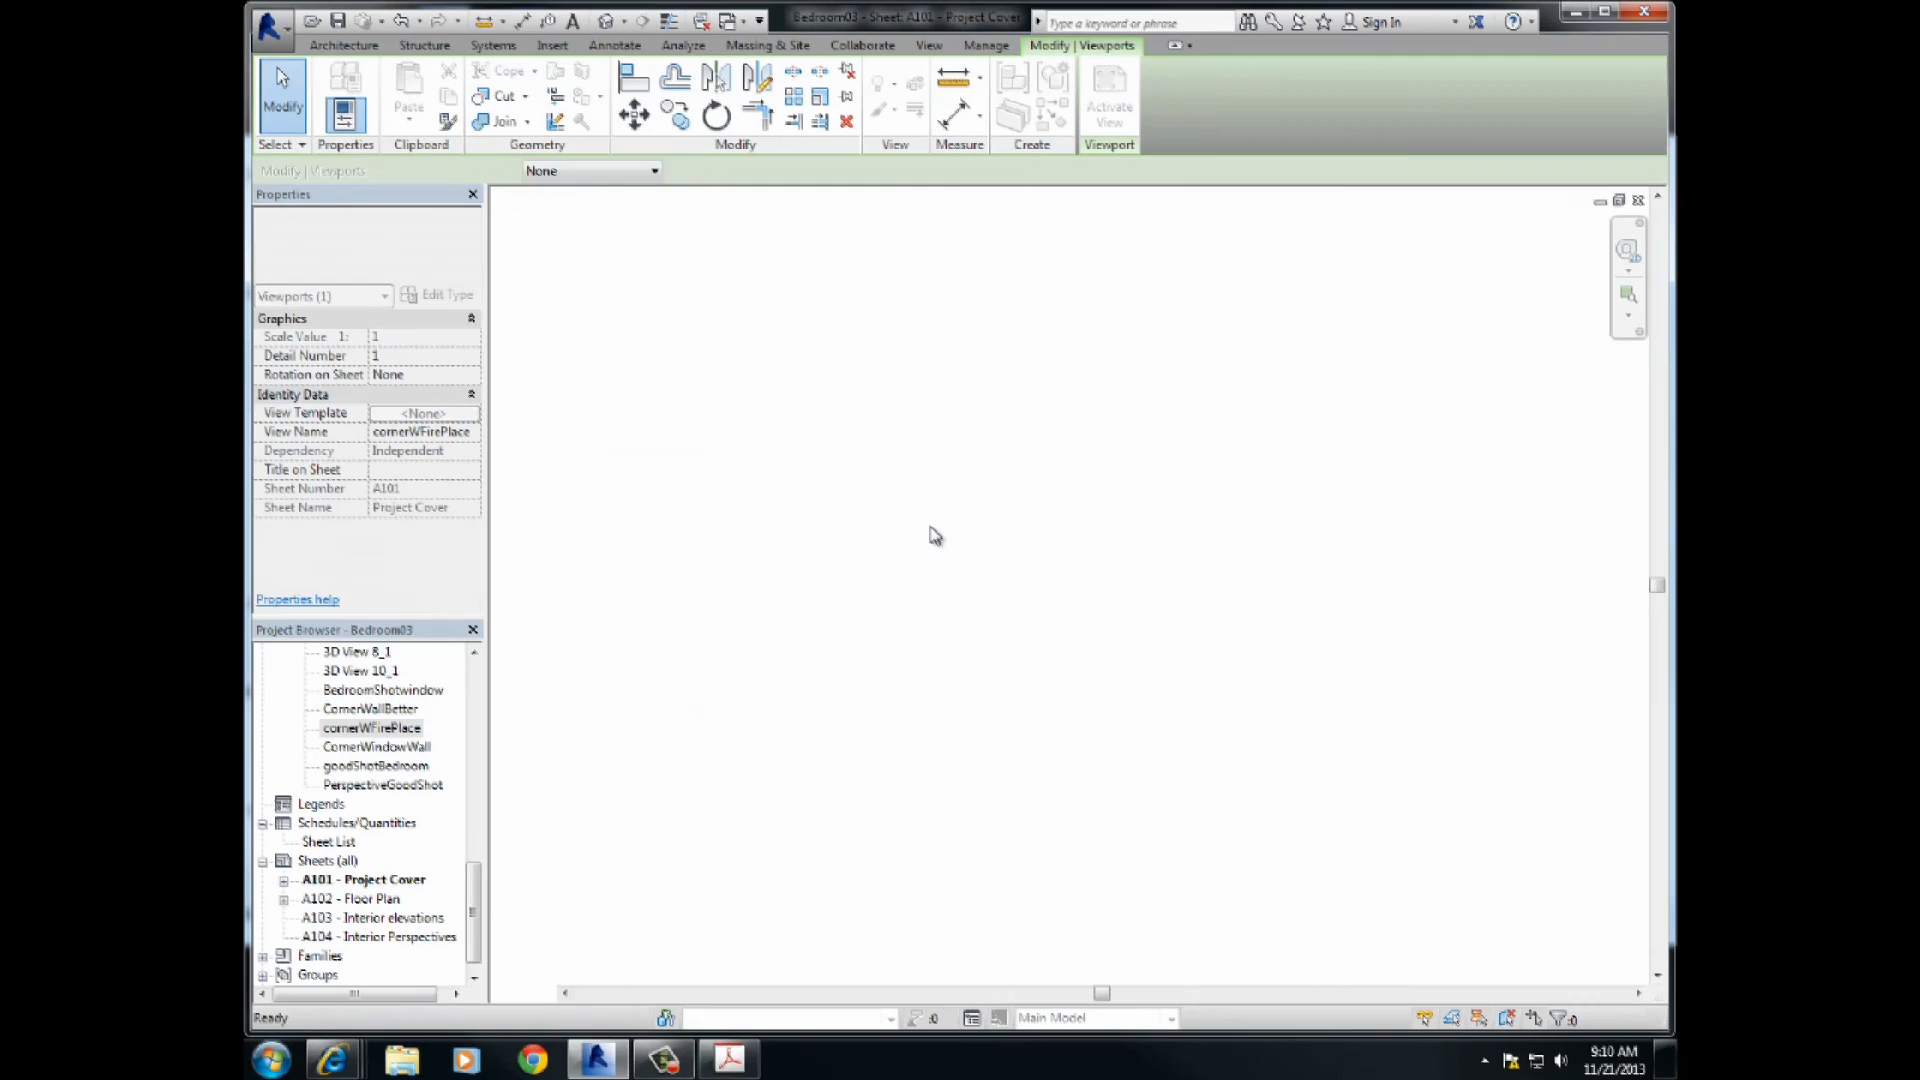 Bedroom03 - Sheet: A101 - Project Cover
Type a keyword or phrase
Sign In
Architecture
Structure
Systems
Insert
Annotate
Analyze
Massing & Site
Collaborate
View
Manage
Modify | Viewports
Modify
Paste
Cope
Cut
Join
Activate
View
Select
Properties
Clipboard
Geometry
Modify
View
Measure
Create
Viewport
Modify | Viewports
None
Properties
Viewports (1)
Edit Type
Graphics
Scale Value 1: 1
Detail Number 1
Rotation on Sheet None
Identity Data
View Template <None>
View Name cornerWFirePlace
Dependency Independent
Title on Sheet
Sheet Number A101
Sheet Name Project Cover
Properties help
Project Browser - Bedroom03
3D View 8_1
3D View 10_1
BedroomShotwindow
CornerWallBetter
cornerWFirePlace
CornerWindowWall
goodShotBedroom
PerspectiveGoodShot
Legends
Schedules/Quantities
Sheet List
Sheets (all)
A101 - Project Cover
A102 - Floor Plan
A103 - Interior elevations
A104 - Interior Perspectives
Families
Groups
Ready
:0
Main Model
:0
9:10 AM
11/21/2013